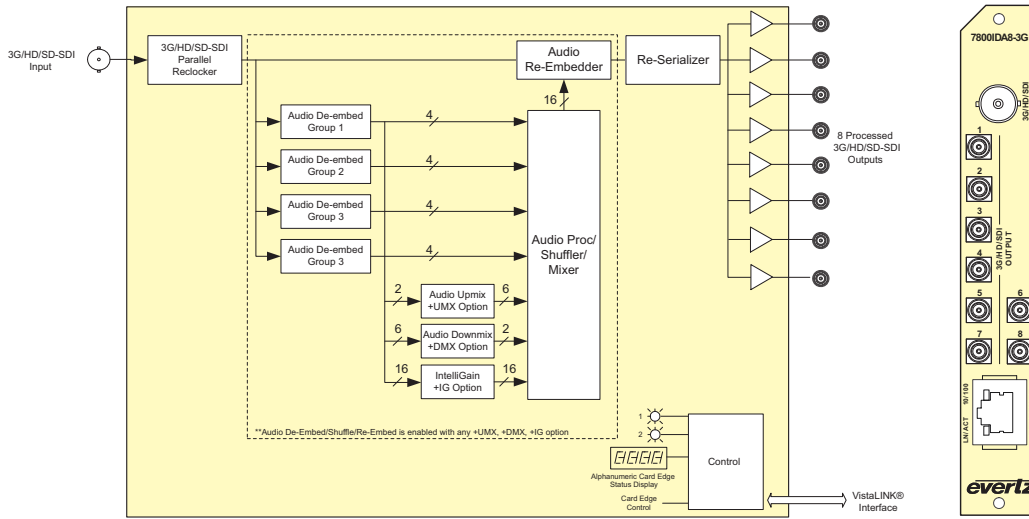 3G/HD/SD-SDI
Input
3G/HD/SD-SDI
Parallel
Reclocker
Audio
Re-Embedder
Re-Serializer
16
Audio De-embed
Group 1
4
Audio De-embed
Group 2
4
Audio De-embed
Group 3
4
Audio De-embed
Group 3
4
Audio Proc/
Shuffler/
Mixer
2
Audio Upmix
+UMX Option
6
6
Audio Downmix
+DMX Option
2
16
IntelliGain
+IG Option
16
**Audio De-Embed/Shuffle/Re-Embed is enabled with any +UMX, +DMX, +IG option
8 Processed
3G/HD/SD-SDI
Outputs
1
2
Alphanumeric Card Edge
Status Display
Card Edge
Control
Control
VistaLINK®
Interface
7800IDA8-3G
3G/HD/SDI
1
2
3
4
3G/HD/SDI
OUTPUT
5
6
7
8
LN/ACT 10/100
evertz